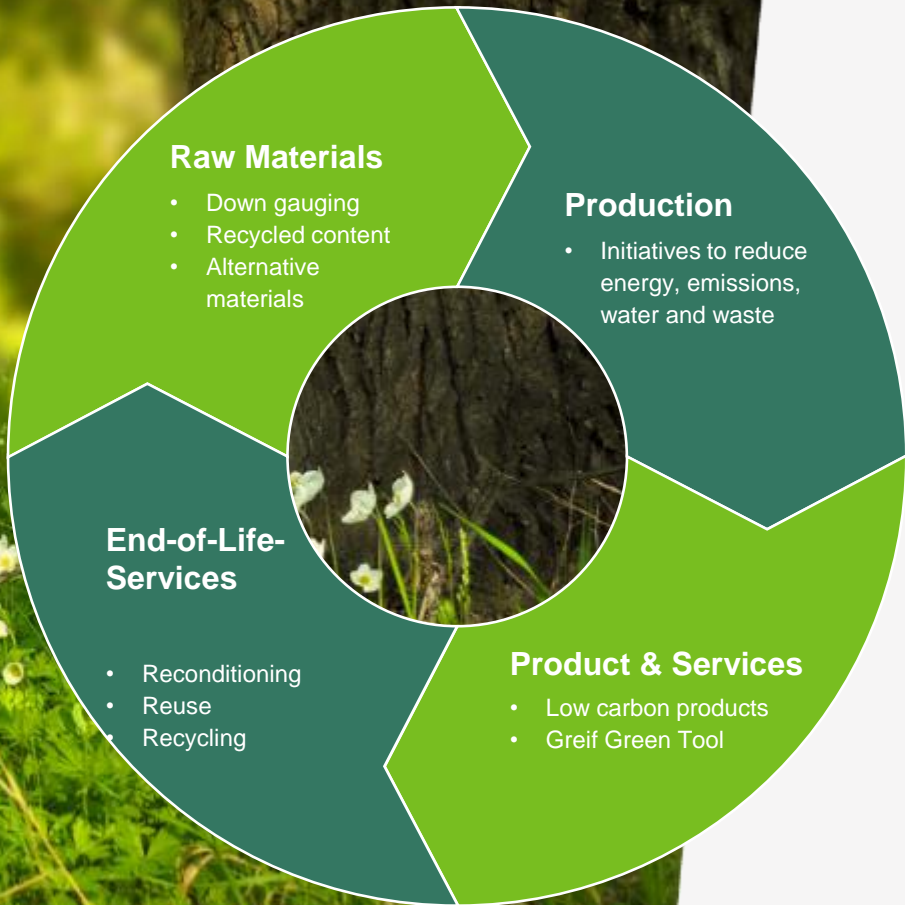 Raw Materials
• Down gauging
• Recycled content
• Alternative
materials
Production
• Initiatives to reduce
energy, emissions,
water and waste
Product & Services
• Low carbon products
• Greif Green Tool
End-of-Life-
Services
• Reconditioning
• Reuse
• Recycling